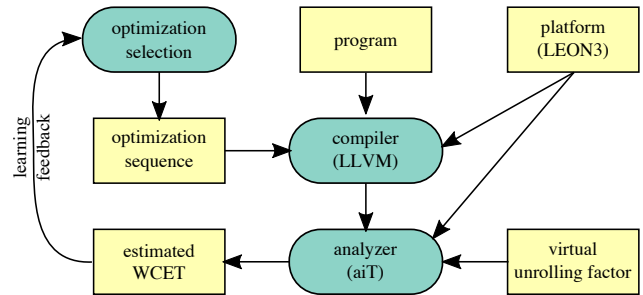 optimization
selection
program
platform
(LEON3)
learning
feedback
optimization
sequence
compiler
(LLVM)
estimated
WCET
analyzer
(aiT)
virtual
unrolling factor